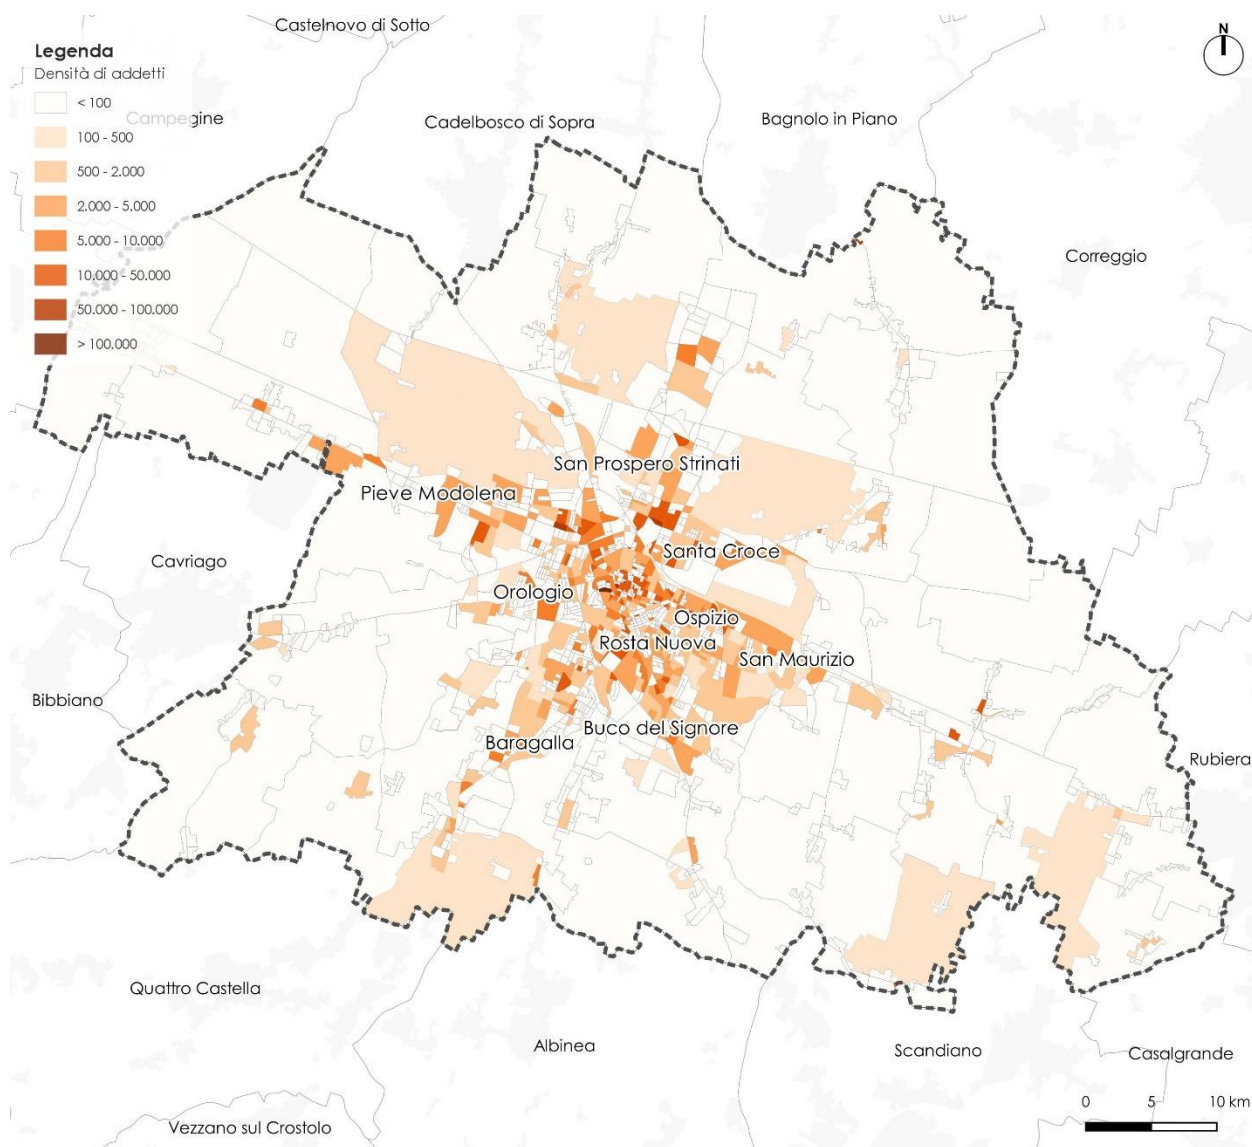 Castelnovo di Sotto
N
Legenda
Densità di addetti
< 100
Campegine
Cadelbosco di Sopra
Bagnolo in Piano
100 - 500
500 - 2.000
2.000 - 5.000
5.000 - 10.000
Correggio
10.000 - 50.000
50.000 - 100.000
> 100.000
San Prospero Strinati
Pieve Modolena
Santa Croce
Cavriago
Orologio
Ospizio
Rosta Nuova
San Maurizio
Bibbiano
Buco del Signore
Baragalla
Rubiera
Quattro Castella
Albinea
Scandiano
Casalgrande
0 5 10 km
Vezzano sul Crostolo